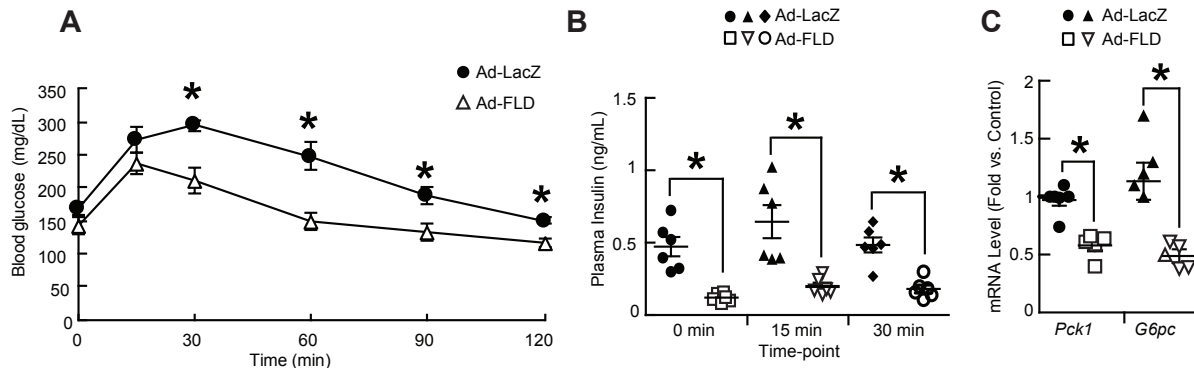 A
Ad-LacZ
Ad-FLD
Blood glucose (mg/dL)
400
350
300
250
200
150
100
50
0
*
*
*
*
0
30
60
90
120
Time (min)
B
Ad-LacZ
Ad-FLD
Plasma Insulin (ng/mL)
1.5
1
0.5
0
*
*
*
0 min
15 min
30 min
Time-point
C
Ad-LacZ
Ad-FLD
mRNA Level (Fold vs. Control)
2
1.5
1
0.5
0
*
*
Pck1
G6pc